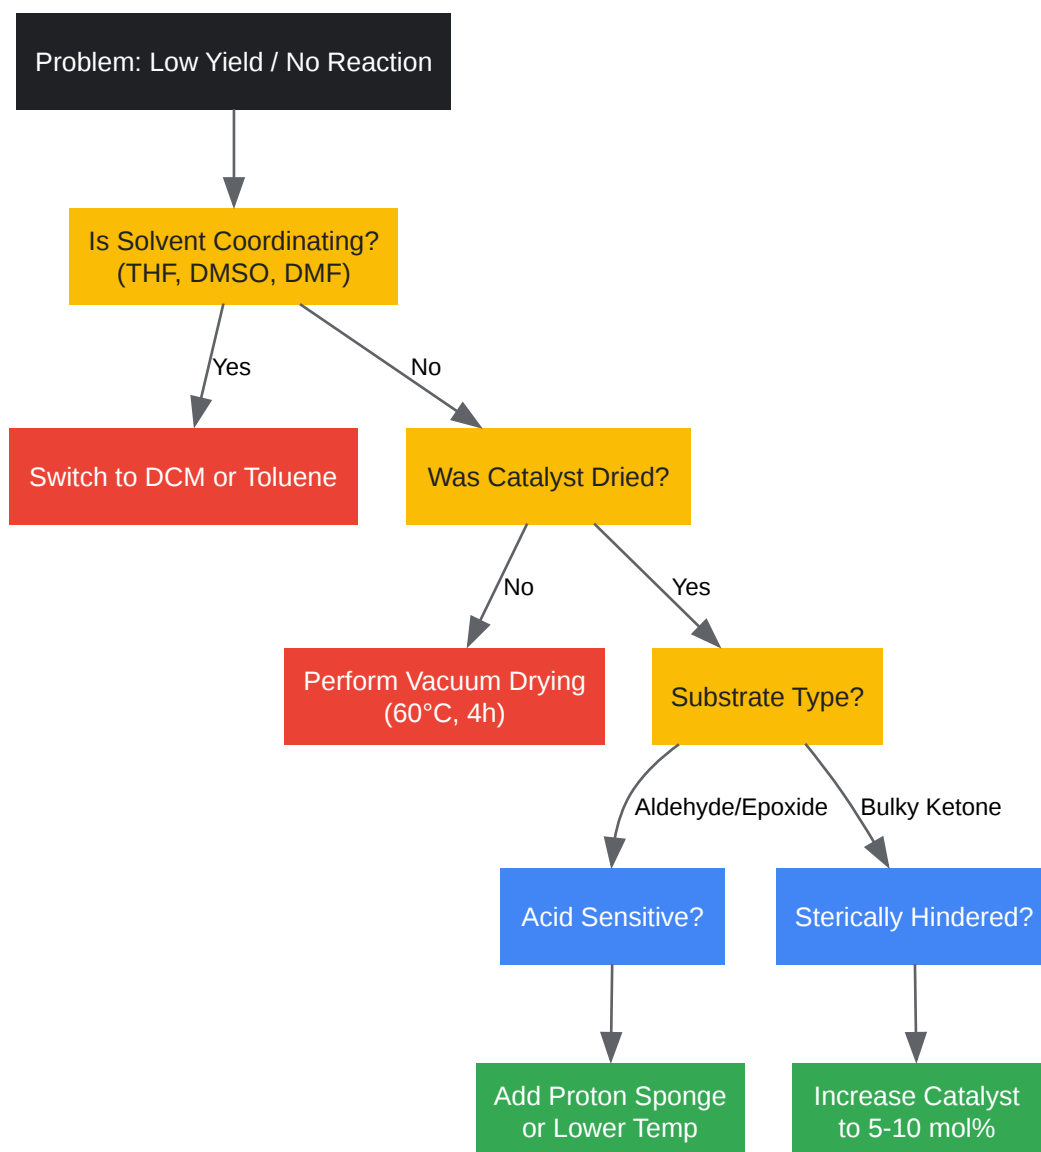 Problem: Low Yield / No Reaction
Is Solvent Coordinating?
(THF, DMSO, DMF)
Yes
No
Switch to DCM or Toluene
Was Catalyst Dried?
No
Yes
Perform Vacuum Drying
(60°C, 4h)
Substrate Type?
Aldehyde/Epoxide
Bulky Ketone
Acid Sensitive?
Sterically Hindered?
Add Proton Sponge
or Lower Temp
Increase Catalyst
to 5-10 mol%